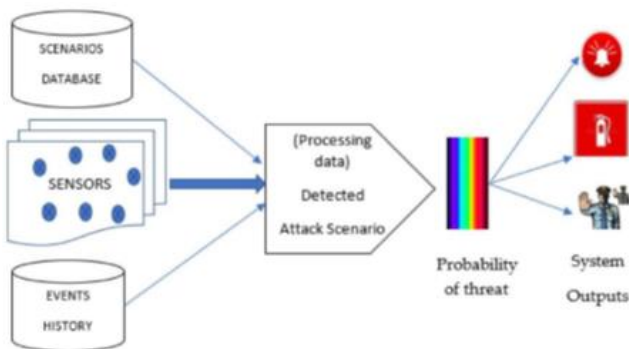 SCENARIOS
DATABASE
SENSORS
EVENTS
HISTORY
(Processing
data)
Detected
Attack Scenario
Probability
of threat
System
Outputs